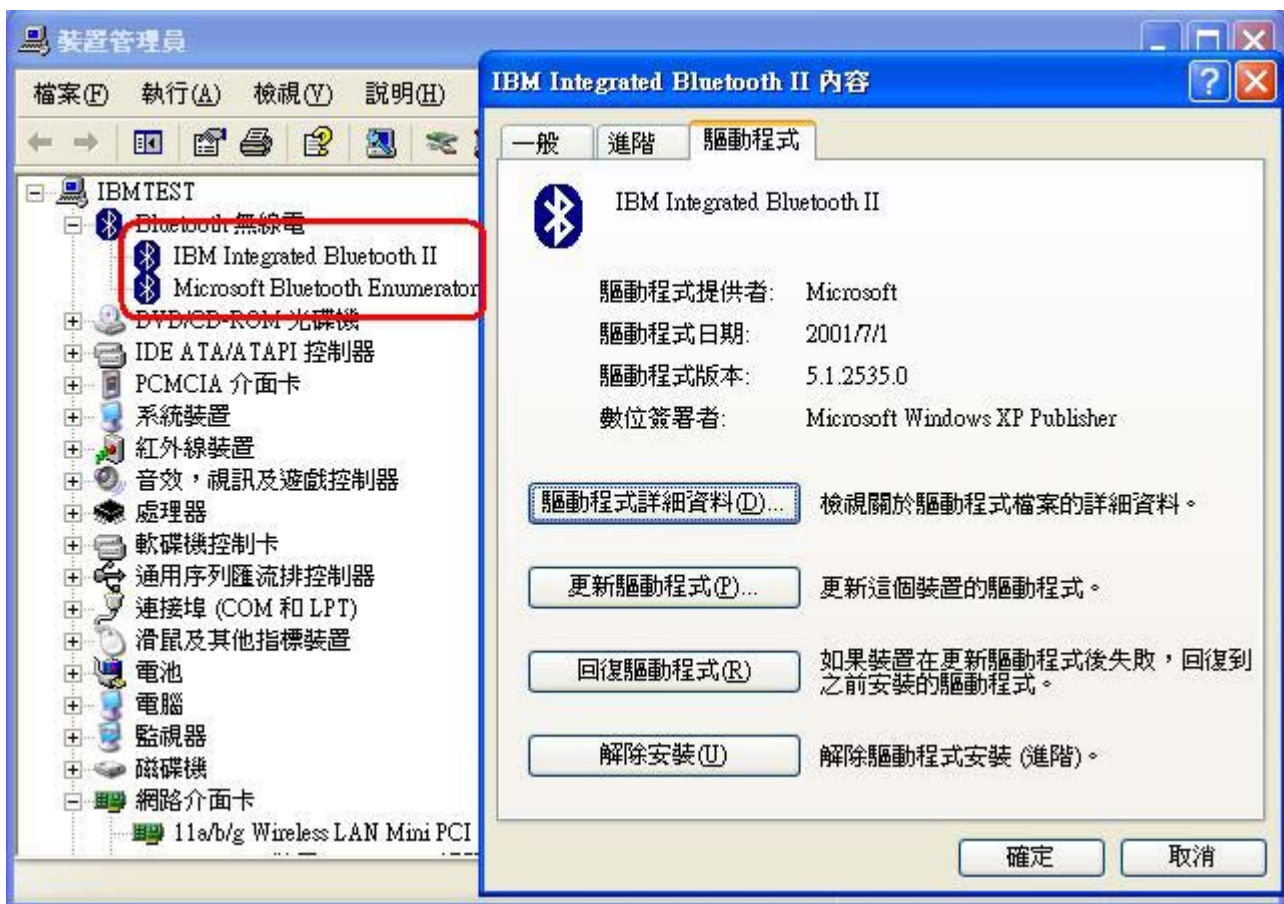 裝置管理員
檔案(F) 執行(A) 檢視(V) 說明(H)
IBMTEST
Bluetooth 無線電
IBM Integrated Bluetooth II
Microsoft Bluetooth Enumerator
DVD/CD-ROM 光碟機
IDE ATA/ATAPI 控制器
PCMCIA 介面卡
系統裝置
紅外線裝置
音效，視訊及遊戲控制器
處理器
軟碟機控制卡
通用序列匯流排控制器
連接埠 (COM 和 LPT)
滑鼠及其他指標裝置
電池
電腦
監視器
磁碟機
網路介面卡
11a/b/g Wireless LAN Mini PCI
IBM Integrated Bluetooth II 內容
一般 進階 驅動程式
IBM Integrated Bluetooth II
驅動程式提供者: Microsoft
驅動程式日期: 2001/7/1
驅動程式版本: 5.1.2535.0
數位簽署者: Microsoft Windows XP Publisher
驅動程式詳細資料(D)... 檢視關於驅動程式檔案的詳細資料。
更新驅動程式(P)... 更新這個裝置的驅動程式。
回復驅動程式(R) 如果裝置在更新驅動程式後失敗，回復到
之前安裝的驅動程式。
解除安裝(U) 解除驅動程式安裝 (進階)。
確定 取消